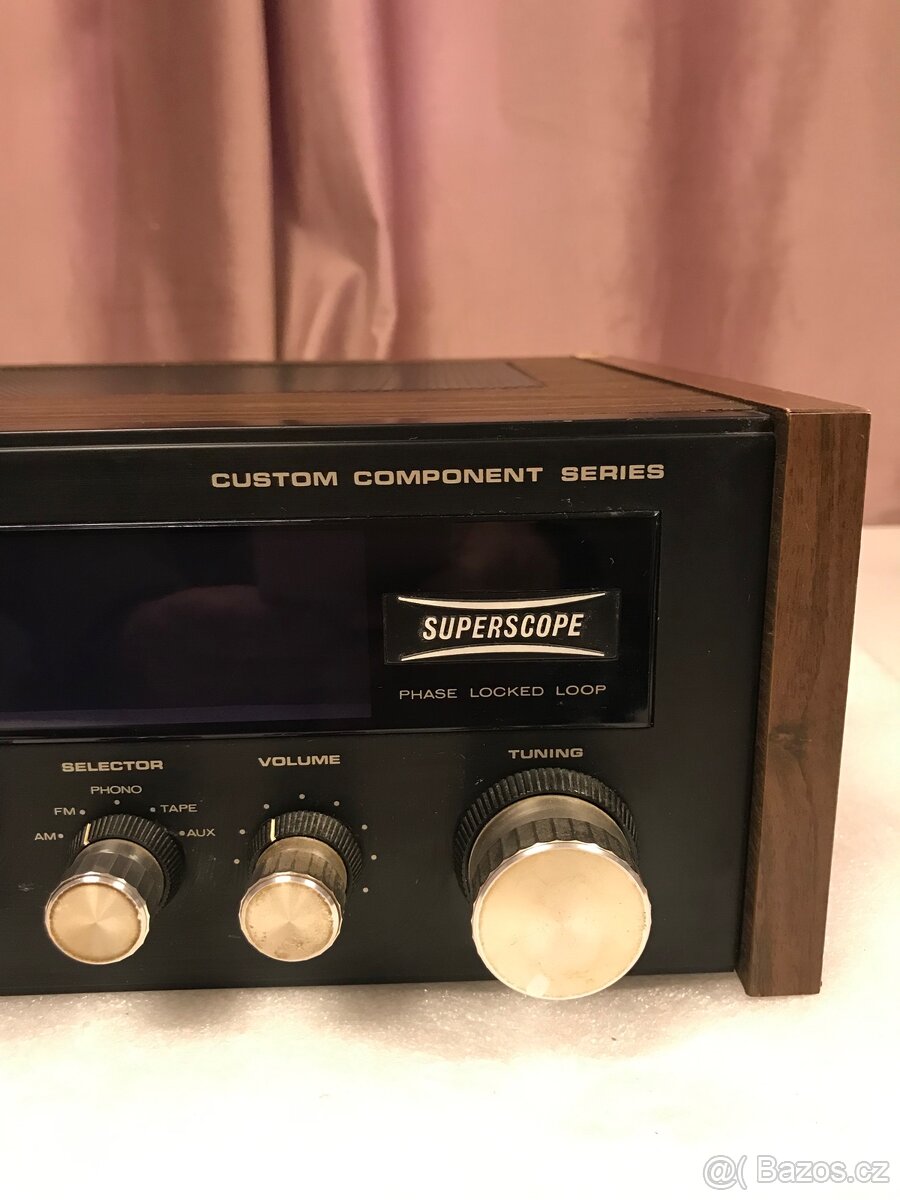 CUSTOM COMPONENT SERIES
SUPERSCOPE
PHASE LOCKED LOOP
SELECTOR
VOLUME
TUNING
PHONO
FM
TAPE
AM
AUX
@( Bazos.cz